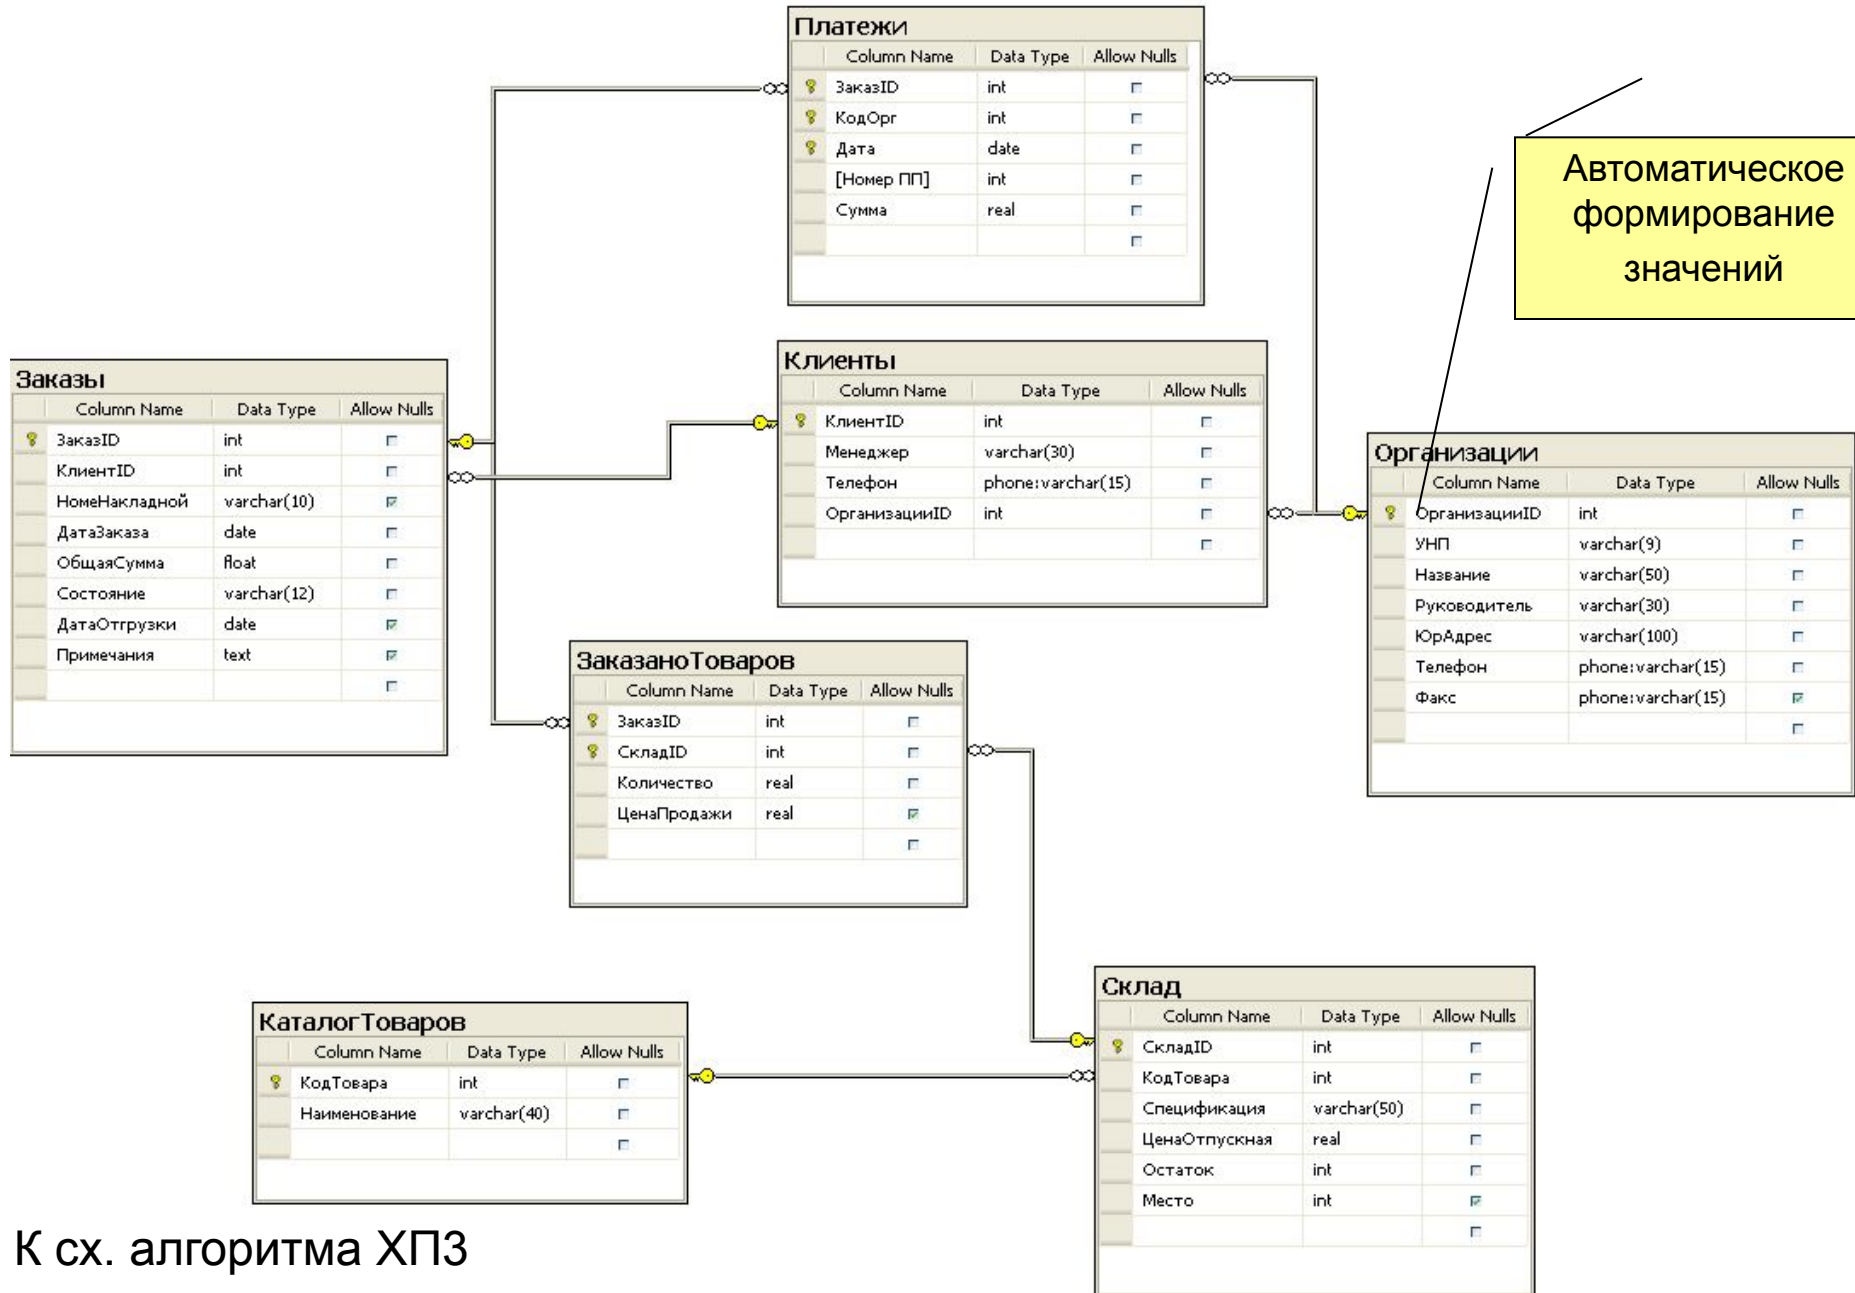 Платежи
Column Name Data Type Allow Nulls
ЗаказID int
КодОрг int
Дата date
[Номер ПП] int
Сумма real
Автоматическое
формирование
значений
Заказы
Column Name Data Type Allow Nulls
ЗаказID int
КлиентID int
НомеНакладной varchar(10)
ДатаЗаказа date
ОбщаяСумма float
Состояние varchar(12)
ДатаОтгрузки date
Примечания text
Клиенты
Column Name Data Type Allow Nulls
КлиентID int
Менеджер varchar(30)
Телефон phone:varchar(15)
ОрганизацииID int
Организации
Column Name Data Type Allow Nulls
ОрганизацииID int
УНП varchar(9)
Название varchar(50)
Руководитель varchar(30)
ЮрАдрес varchar(100)
Телефон phone:varchar(15)
Факс phone:varchar(15)
ЗаказаноТоваров
Column Name Data Type Allow Nulls
ЗаказID int
СкладID int
Количество real
ЦенаПродажи real
КаталогТоваров
Column Name Data Type Allow Nulls
КодТовара int
Наименование varchar(40)
Склад
Column Name Data Type Allow Nulls
СкладID int
КодТовара int
Спецификация varchar(50)
ЦенаОтпускная real
Остаток int
Место int
К сх. алгоритма ХП3